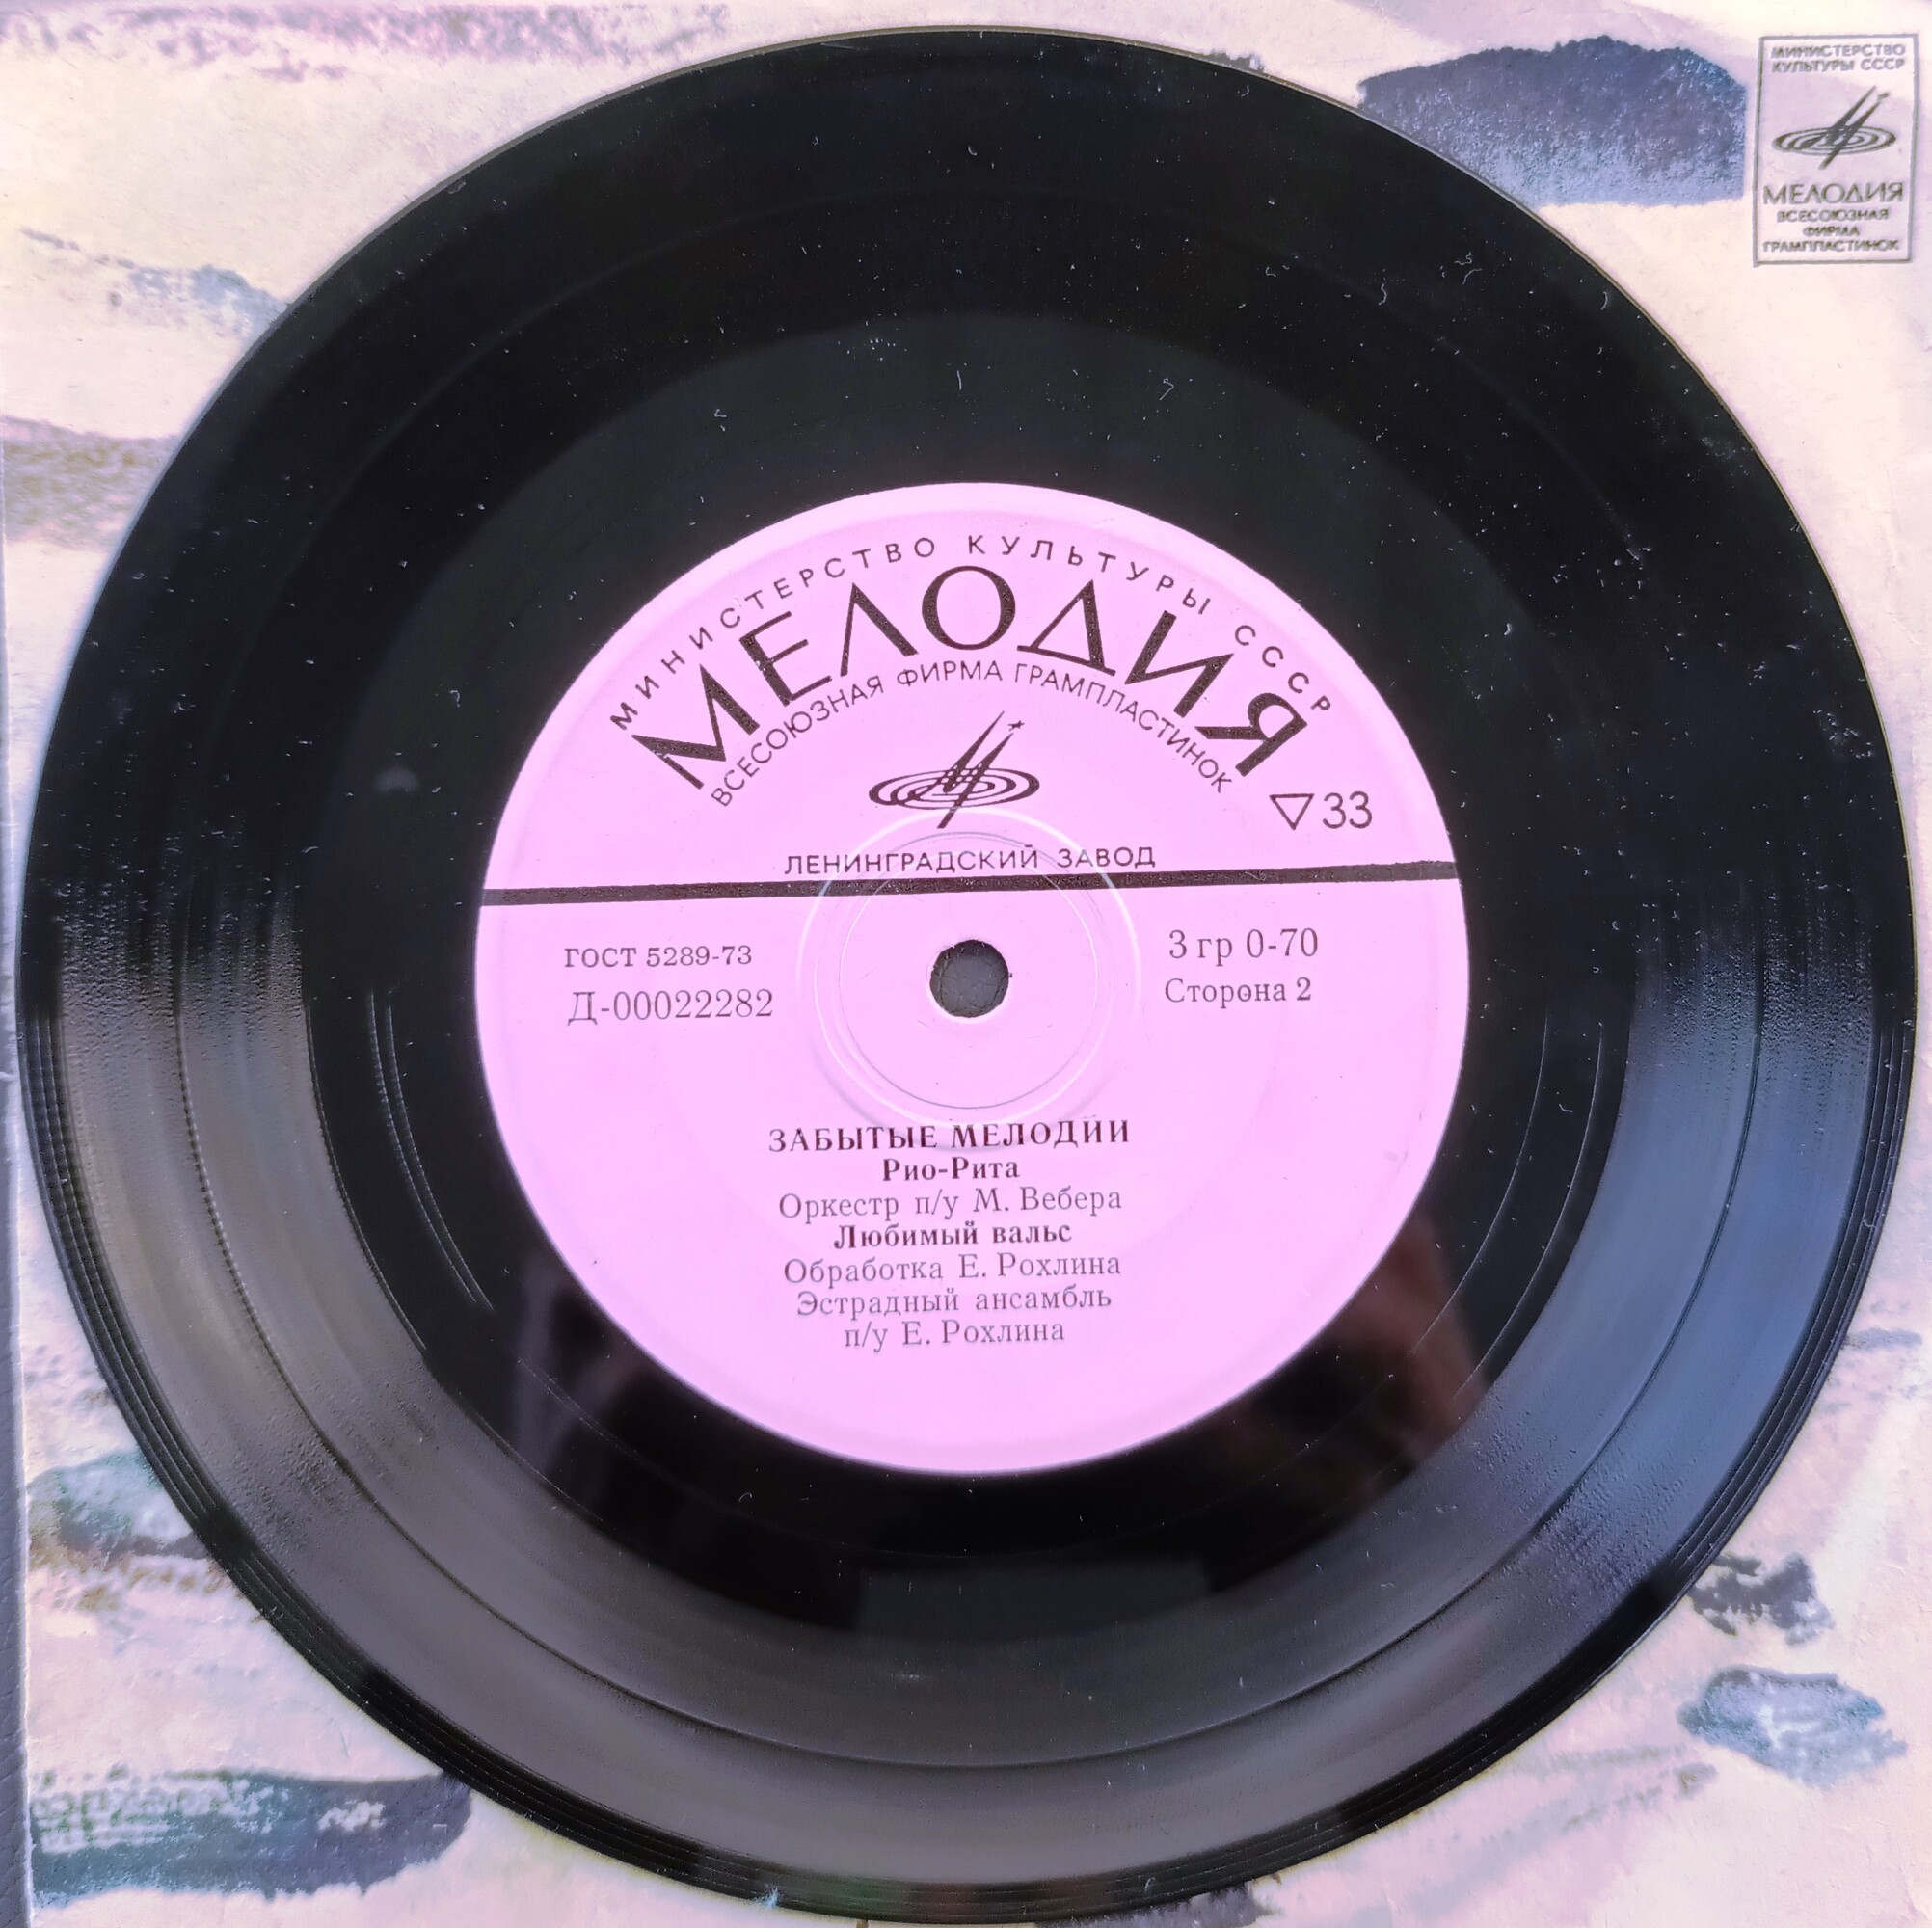 МИНИСТЕРСТВО
КУЛЬТУРЫ СССР
МЕЛОДИЯ
ВСЕСОЮЗНАЯ
ФИРМА
ГРАМПЛАСТИНОК
МИНИСТЕРСТВО КУЛЬТУРЫ СССР
МЕЛОДИЯ
ВСЕСОЮЗНАЯ ФИРМА ГРАМПЛАСТИНОК
▽33
ЛЕНИНГРАДСКИЙ ЗАВОД
ГОСТ 5289-73
Д-00022282
3 гр 0-70
Сторона 2
ЗАБЫТЫЕ МЕЛОДИИ
Рио-Рита
Оркестр п/у М. Вебера
Любимый вальс
Обработка Е. Рохлина
Эстрадный ансамбль
п/у Е. Рохлина